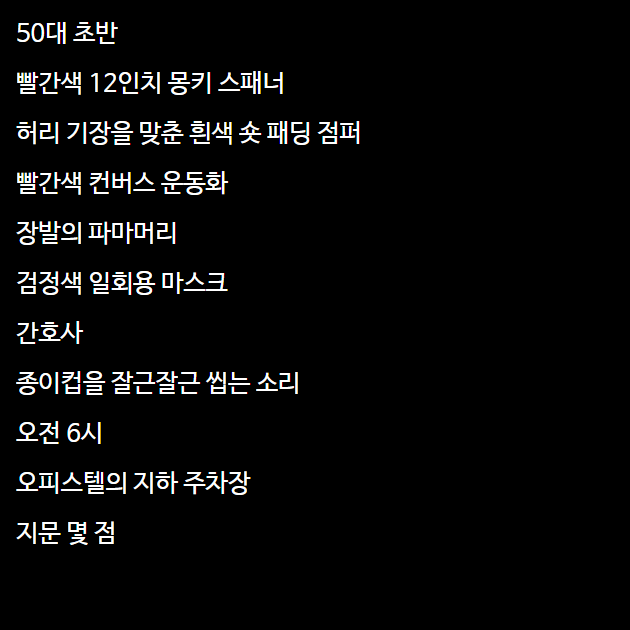 50대 초반
빨간색 12인치 몽키 스패너
허리 기장을 맞춘 흰색 숏 패딩 점퍼
빨간색 컨버스 운동화
장발의 파마머리
검정색 일회용 마스크
간호사
종이컵을 잘근잘근 씹는 소리
오전 6시
오피스텔의 지하 주차장
지문 몇 점